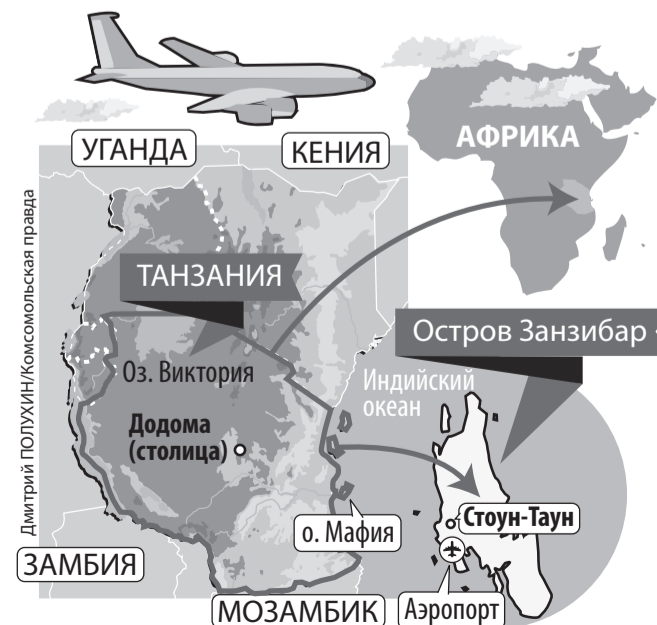 УГАНДА
КЕНИЯ
АФРИКА
Дмитрий ПОЛУХИН/Комсомольская правда
ТАНЗАНИЯ
Остров Занзибар
Оз. Виктория
Индийский
океан
Додома
(столица)
Стоун-Таун
о. Мафия
ЗАМБИЯ
МОЗАМБИК
Аэропорт